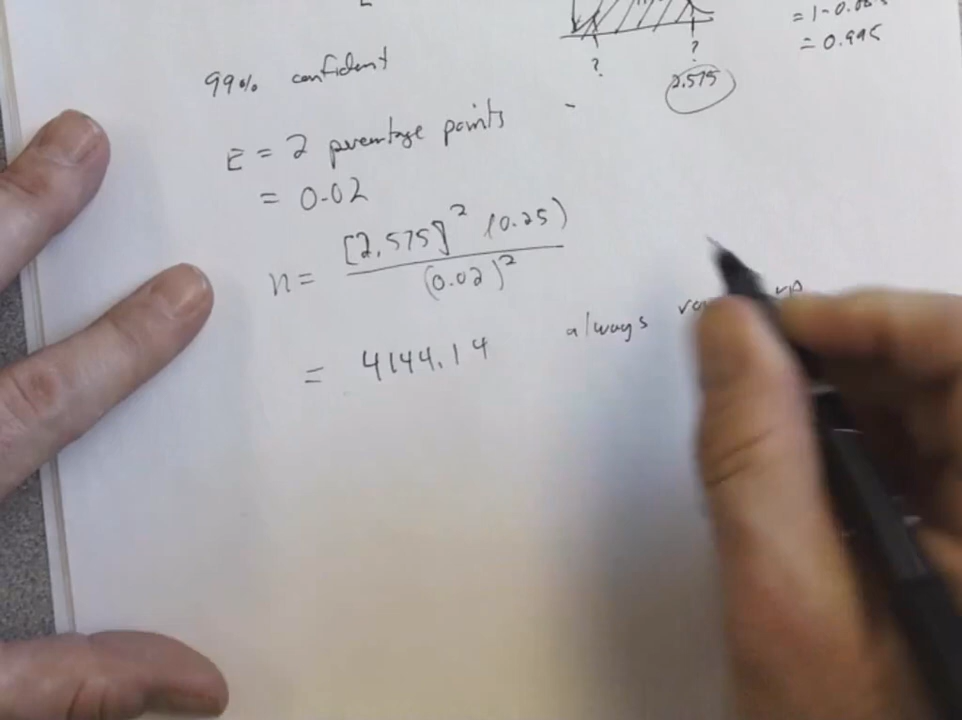 = 1 - 0.005
= 0.995
? ?
99% confident
2.575
E = 2 percentage points
= 0.02
n = [2.575]² (0.25) / (0.02)²
= 4144.14 always up